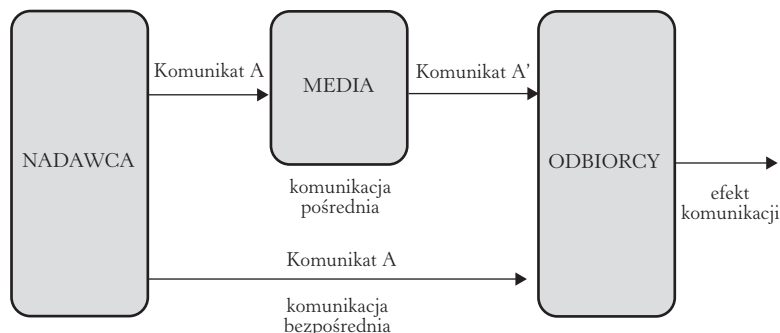 Komunikat A
MEDIA
Komunikat A’
NADAWCA
ODBIORCY
komunikacja
pośrednia
efekt
komunikacji
Komunikat A
komunikacja
bezpośrednia